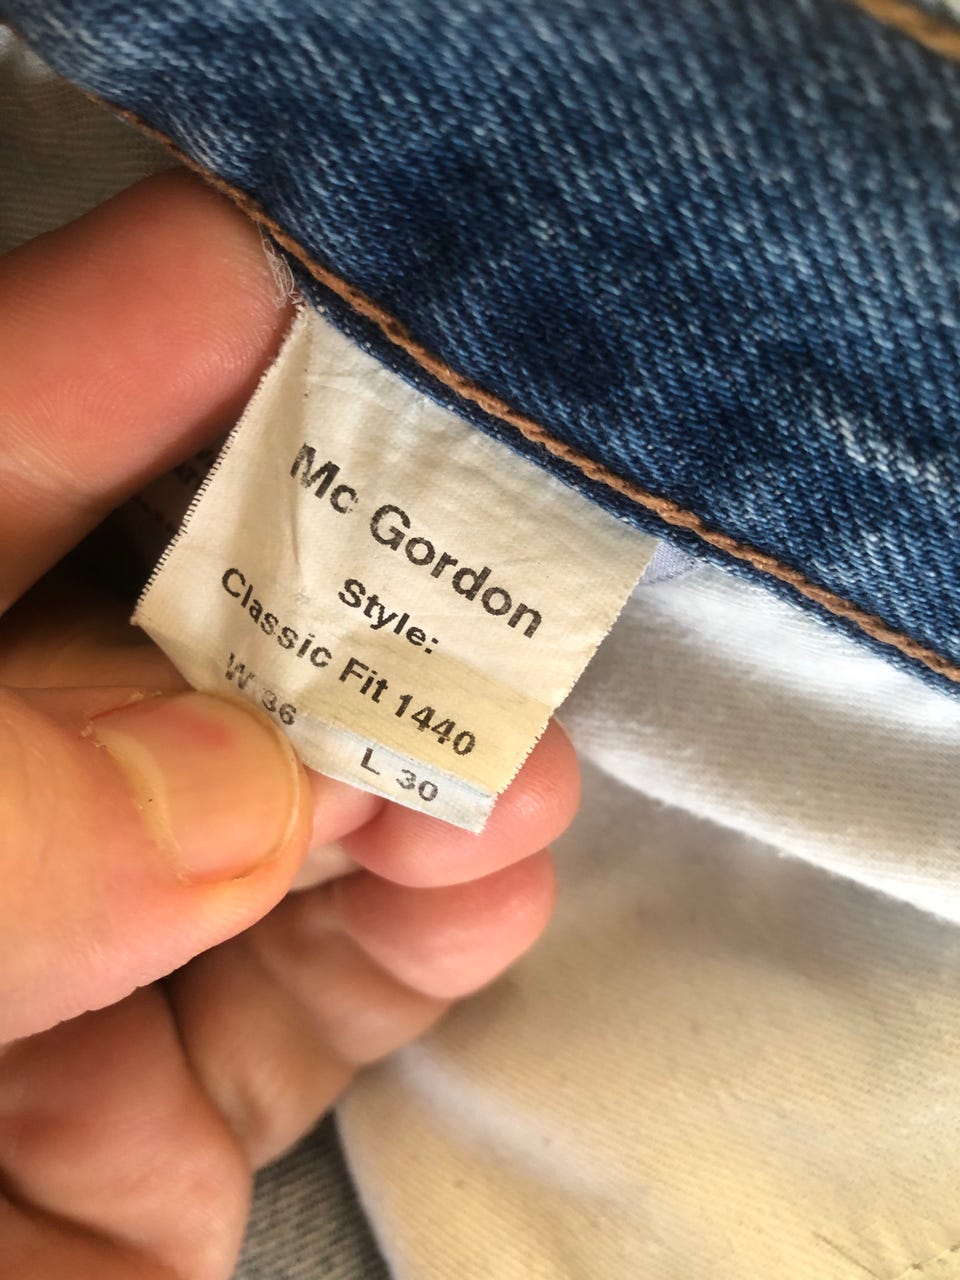 Mc Gordon
Style:
Classic Fit 1440
W 36 L 30